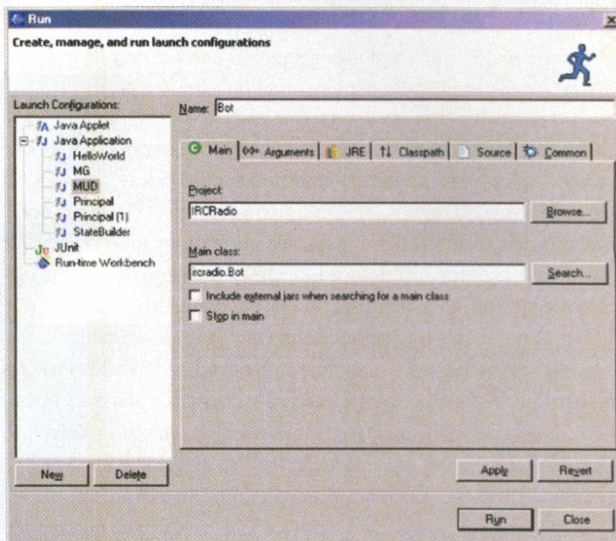 Run
Create, manage, and run launch configurations
Launch Configurations:
Java Applet
Java Application
HelloWorld
MG
MUD
Principal
Principal (1)
StateBuilder
JUnit
Run-time Workbench
New
Delete
Name: Bot
Main
Arguments
JRE
Classpath
Source
Common
Project:
IRCRadio
Browse...
Main class:
ircradio.Bot
Search...
Include external jars when searching for a main class
Stop in main
Apply
Revert
Run
Close